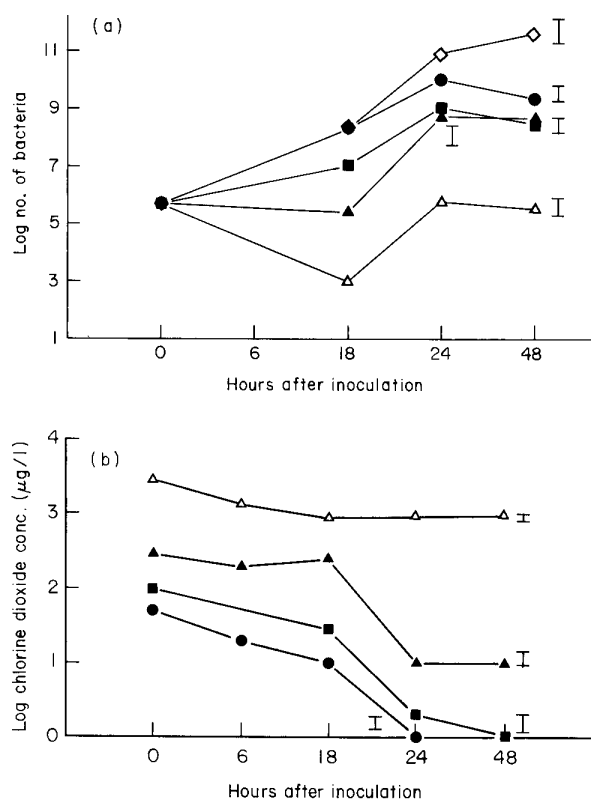 (a)
11
9
7
5
3
1
Log no. of bacteria
0 6 18 24 48
Hours after inoculation
(b)
4
3
2
1
0
Log chlorine dioxide conc. (μg/l)
0 6 18 24 48
Hours after inoculation